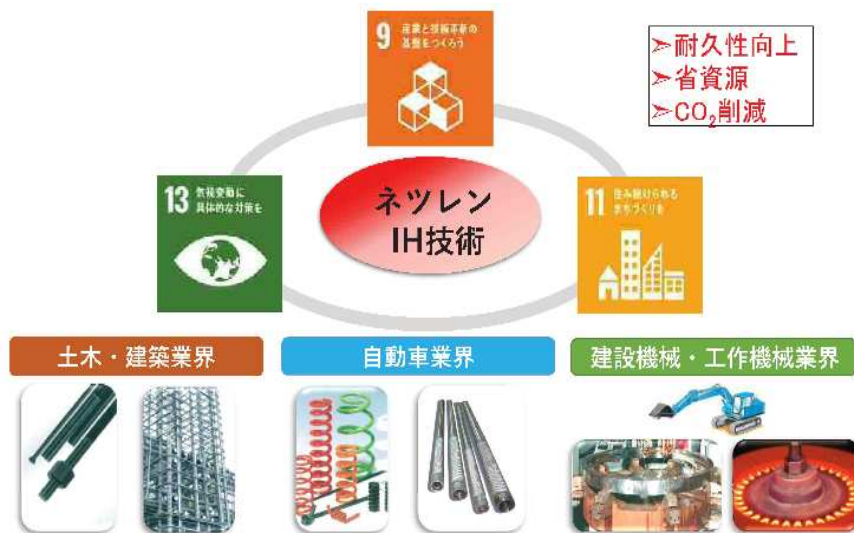 9 産業と技術革新の
基盤をつくろう
➢耐久性向上
➢省資源
➢CO₂削減
13 気候変動に
具体的な対策を
ネツレン
IH技術
11 住み続けられる
まちづくりを
土木・建築業界
自動車業界
建設機械・工作機械業界